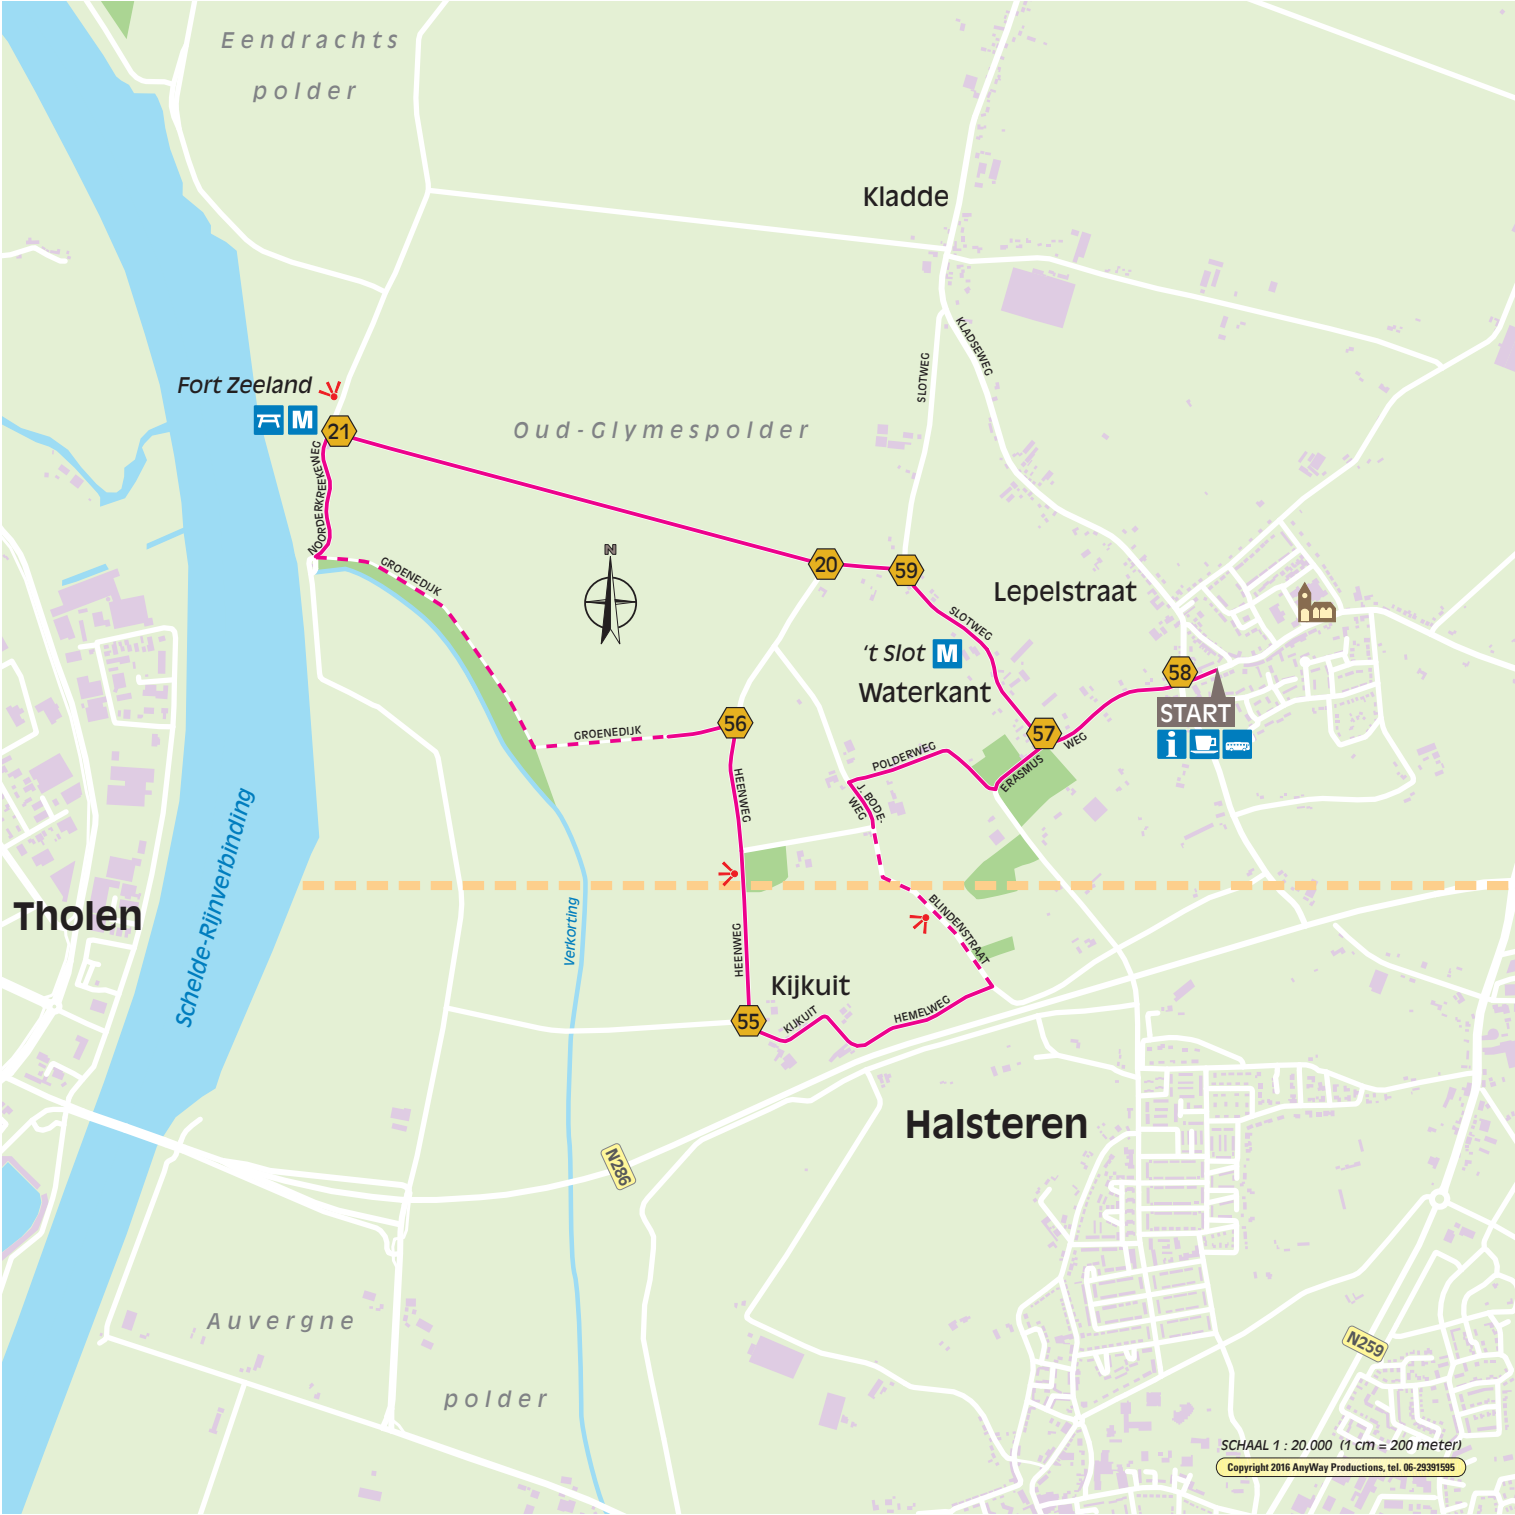 Eendrachts
polder
Kladde
KLADSEWEG
SLOTWEG
Fort Zeeland
M
21
Oud-Glymespolder
NOORDERKREEKEWEG
GROENEDIJK
N
20
59
Lepelstraat
SLOTWEG
't Slot M
Waterkant
58
START
i
57
WEG
ERASMUS
56
GROENEDIJK
POLDERWEG
J. BODE-
WEG
HEENWEG
Tholen
Schelde-Rijnverbinding
Verkorting
BLINDENSTRAAT
HEENWEG
Kijkuit
55
KIJKUIT
HEMELWEG
Halsteren
N286
Auvergne
polder
N259
SCHAAL 1 : 20.000 (1 cm = 200 meter)
Copyright 2016 AnyWay Productions, tel. 06-29391595